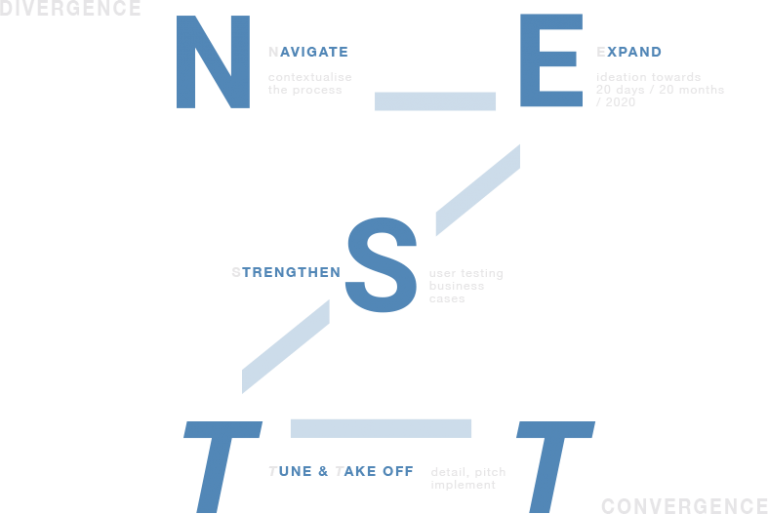 DIVERGENCE
N
NAVIGATE
contextualise
the process
E
EXPAND
ideation towards
20 days / 20 months
/ 2020
STRENGTHEN
S
user testing
business
cases
T
TUNE & TAKE OFF
detail, pitch
implement
T
CONVERGENCE